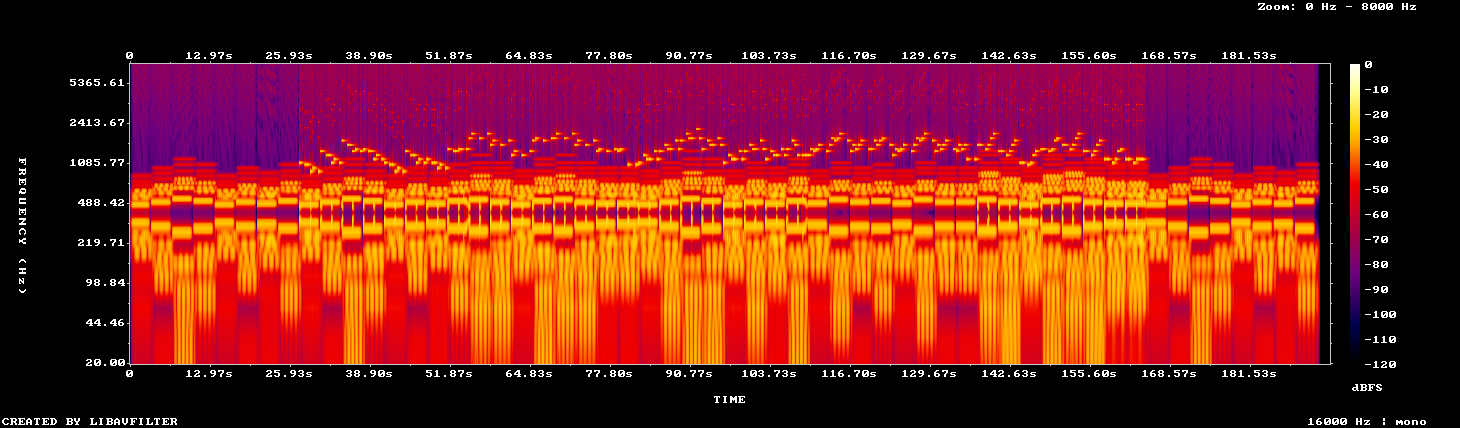 Zoom: 0 Hz - 8000 Hz
0 12.97s 25.93s 38.90s 51.87s 64.83s 77.80s 90.77s 103.73s 116.70s 129.67s 142.63s 155.60s 168.57s 181.53s
5365.61
2413.67
1085.77
488.42
219.71
98.84
44.46
20.00
FREQUENCY (Hz)
0
-10
-20
-30
-40
-50
-60
-70
-80
-90
-100
-110
-120
dBFS
0 12.97s 25.93s 38.90s 51.87s 64.83s 77.80s 90.77s 103.73s 116.70s 129.67s 142.63s 155.60s 168.57s 181.53s
TIME
CREATED BY LIBAVFILTER
16000 Hz | mono